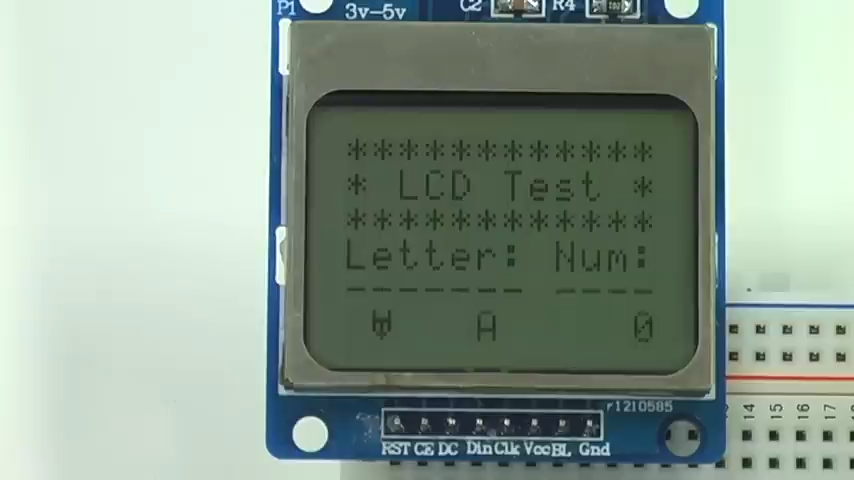 P1 3v-5v C2 R4
************
* LCD Test *
************
Letter: Num:
------- ----
A 0
r1210585
RST CE DC Din Clk Vcc BL Gnd
14 15 16 17